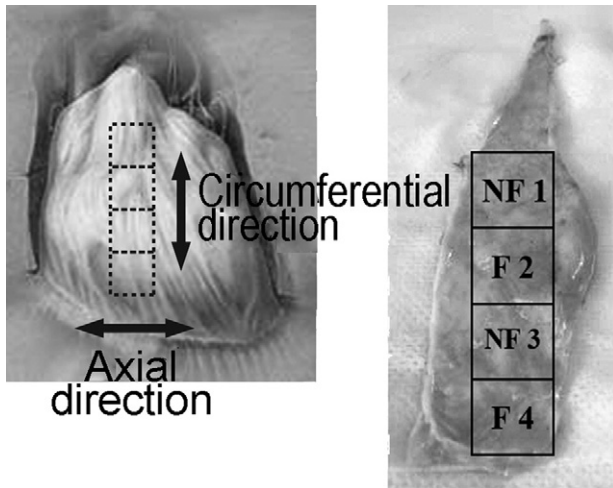 Circumferential
direction
Axial
direction
NF 1
F 2
NF 3
F 4